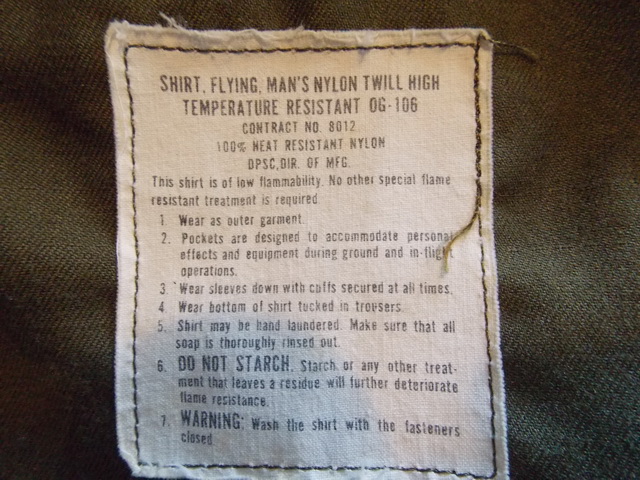 SHIRT, FLYING, MAN'S NYLON TWILL HIGH
TEMPERATURE RESISTANT OG-106
CONTRACT NO. 8012
100% HEAT RESISTANT NYLON
DPSC, DIR. OF MFG.
This shirt is of low flammability. No other special flame
resistant treatment is required.
1. Wear as outer garment.
2. Pockets are designed to accommodate personal
effects and equipment during ground and in-flight
operations.
3. Wear sleeves down with cuffs secured at all times.
4. Wear bottom of shirt tucked in trousers.
5. Shirt may be hand laundered. Make sure that all
soap is thoroughly rinsed out.
6. DO NOT STARCH. Starch or any other treat-
ment that leaves a residue will further deteriorate
flame resistance.
7. WARNING: Wash the shirt with the fasteners
closed